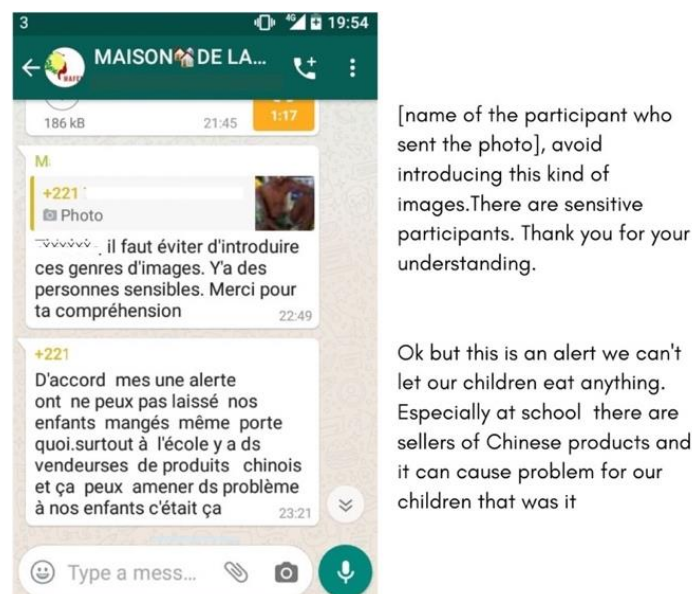 3
4G
19:54
MAISON DE LA...
186 kB
21:45
1:17
M
+221
Photo
, il faut éviter d'introduire
ces genres d'images. Y'a des
personnes sensibles. Merci pour
ta compréhension
22:49
+221
D'accord mes une alerte
ont ne peux pas laissé nos
enfants mangés même porte
quoi.surtout à l'école y a ds
vendeurses de produits chinois
et ça peux amener ds problème
à nos enfants c'était ça
23:21
Type a mess...
[name of the participant who
sent the photo], avoid
introducing this kind of
images.There are sensitive
participants. Thank you for your
understanding.
Ok but this is an alert we can't
let our children eat anything.
Especially at school there are
sellers of Chinese products and
it can cause problem for our
children that was it